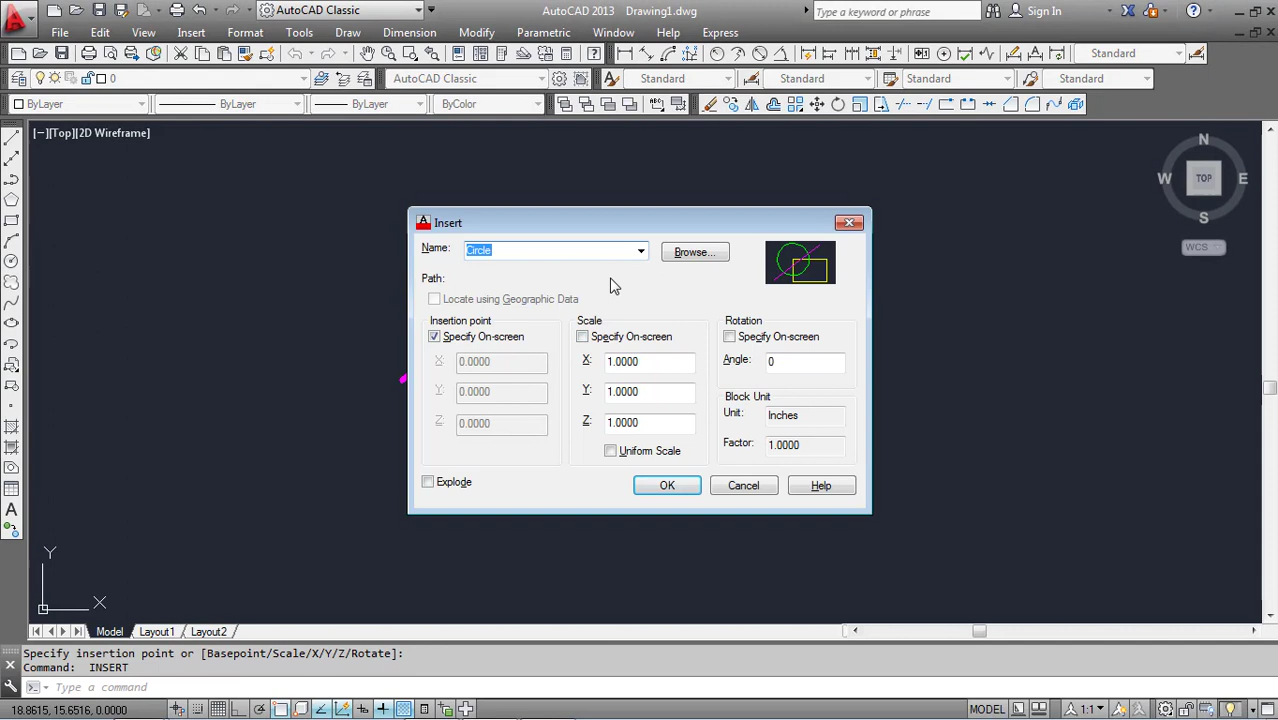 AutoCAD Classic
AutoCAD 2013 Drawing1.dwg
Type a keyword or phrase
Sign In
File Edit View Insert Format Tools Draw Dimension Modify Parametric Window Help Express
Standard
0
AutoCAD Classic
Standard
Standard
Standard
Standard
ByLayer
ByLayer
ByLayer
ByColor
[−][Top][2D Wireframe]
N
W
TOP
E
S
WCS
Insert
Name:
Circle
Browse...
Path:
Locate using Geographic Data
Insertion point
Specify On-screen
X:
0.0000
Y:
0.0000
Z:
0.0000
Scale
Specify On-screen
X:
1.0000
Y:
1.0000
Z:
1.0000
Uniform Scale
Rotation
Specify On-screen
Angle:
0
Block Unit
Unit:
Inches
Factor:
1.0000
Explode
OK
Cancel
Help
Y
X
Model
Layout1
Layout2
Specify insertion point or [Basepoint/Scale/X/Y/Z/Rotate]:
Command: INSERT
Type a command
18.8615, 15.6516, 0.0000
MODEL
1:1